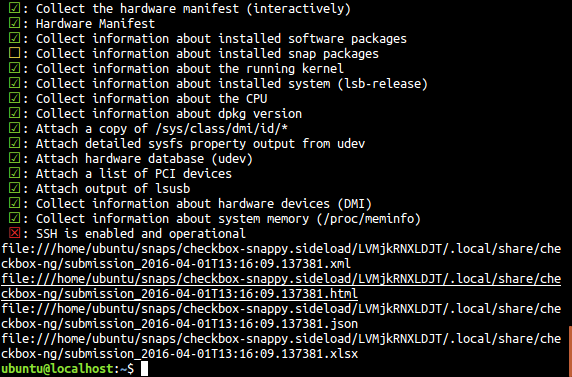 ☑: Collect the hardware manifest (interactively)
☑: Hardware Manifest
☑: Collect information about installed software packages
☐: Collect information about installed snap packages
☑: Collect information about the running kernel
☑: Collect information about installed system (lsb-release)
☑: Collect information about the CPU
☑: Collect information about dpkg version
☑: Attach a copy of /sys/class/dmi/id/*
☑: Attach detailed sysfs property output from udev
☑: Attach hardware database (udev)
☑: Attach a list of PCI devices
☑: Attach output of lsusb
☑: Collect information about hardware devices (DMI)
☑: Collect information about system memory (/proc/meminfo)
☒: SSH is enabled and operational
file:///home/ubuntu/snaps/checkbox-snappy.sideload/LVMjkRNXLDJT/.local/share/che
ckbox-ng/submission_2016-04-01T13:16:09.137381.xml
file:///home/ubuntu/snaps/checkbox-snappy.sideload/LVMjkRNXLDJT/.local/share/che
ckbox-ng/submission_2016-04-01T13:16:09.137381.html
file:///home/ubuntu/snaps/checkbox-snappy.sideload/LVMjkRNXLDJT/.local/share/che
ckbox-ng/submission_2016-04-01T13:16:09.137381.json
file:///home/ubuntu/snaps/checkbox-snappy.sideload/LVMjkRNXLDJT/.local/share/che
ckbox-ng/submission_2016-04-01T13:16:09.137381.xlsx
ubuntu@localhost:~$